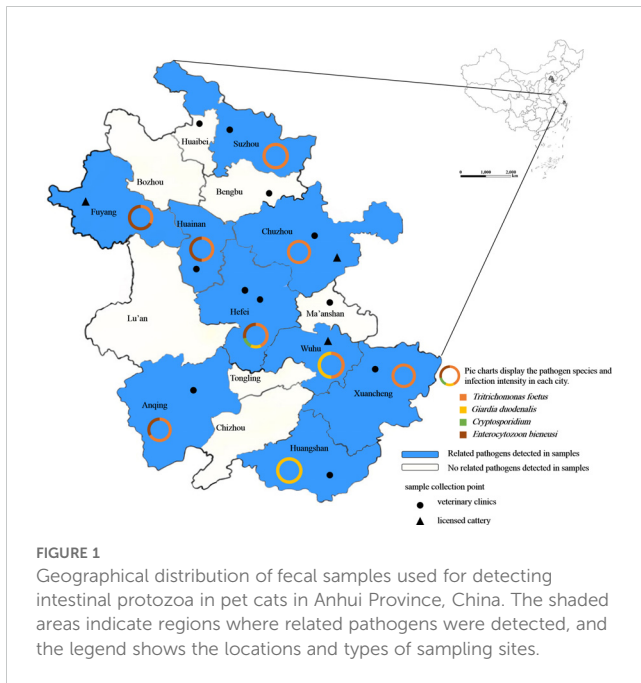 Huaibei
Suzhou
Bozhou
Bengbu
0 1,000 2,000
Fuyang
Huainan
Chuzhou
Hefei
Lu'an
Ma'anshan
Wuhu
Tongling
Xuancheng
Anqing
Chizhou
Huangshan
Pie charts display the pathogen species and
infection intensity in each city.
Tritrichomonas foetus
Giardia duodenalis
Cryptosporidium
Enterocytozoon bieneusi
Related pathogens detected in samples
No related pathogens detected in samples
sample collection point
veterinary clinics
licensed cattery
FIGURE 1
Geographical distribution of fecal samples used for detecting
intestinal protozoa in pet cats in Anhui Province, China. The shaded
areas indicate regions where related pathogens were detected, and
the legend shows the locations and types of sampling sites.